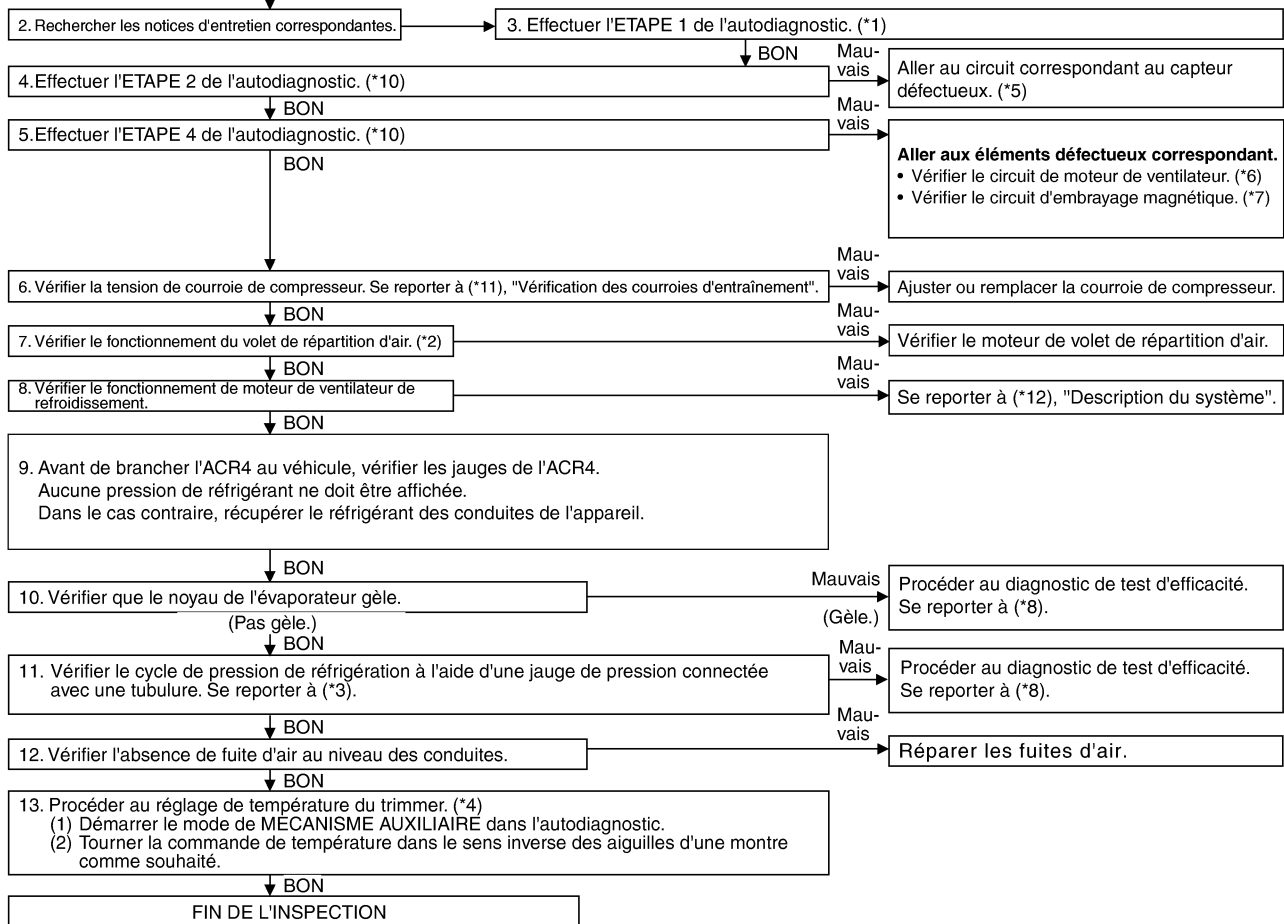 2. Rechercher les notices d'entretien correspondantes.
3. Effectuer l'ETAPE 1 de l'autodiagnostic. (*1)
BON
4.Effectuer l'ETAPE 2 de l'autodiagnostic. (*10)
Mau-
vais
Aller au circuit correspondant au capteur
défectueux. (*5)
BON
5.Effectuer l'ETAPE 4 de l'autodiagnostic. (*10)
Mau-
vais
Aller aux éléments défectueux correspondant.
• Vérifier le circuit de moteur de ventilateur. (*6)
• Vérifier le circuit d'embrayage magnétique. (*7)
BON
6. Vérifier la tension de courroie de compresseur. Se reporter à (*11), "Vérification des courroies d'entraînement".
Mau-
vais
Ajuster ou remplacer la courroie de compresseur.
BON
7. Vérifier le fonctionnement du volet de répartition d'air. (*2)
Mau-
vais
Vérifier le moteur de volet de répartition d'air.
BON
8. Vérifier le fonctionnement de moteur de ventilateur de
refroidissement.
Mau-
vais
Se reporter à (*12), "Description du système".
BON
9. Avant de brancher l'ACR4 au véhicule, vérifier les jauges de l'ACR4.
Aucune pression de réfrigérant ne doit être affichée.
Dans le cas contraire, récupérer le réfrigérant des conduites de l'appareil.
BON
10. Vérifier que le noyau de l'évaporateur gèle.
Mauvais
(Gèle.)
Procéder au diagnostic de test d'efficacité.
Se reporter à (*8).
(Pas gèle.)
BON
11. Vérifier le cycle de pression de réfrigération à l'aide d'une jauge de pression connectée
avec une tubulure. Se reporter à (*3).
Mau-
vais
Procéder au diagnostic de test d'efficacité.
Se reporter à (*8).
BON
12. Vérifier l'absence de fuite d'air au niveau des conduites.
Mau-
vais
Réparer les fuites d'air.
BON
13. Procéder au réglage de température du trimmer. (*4)
(1) Démarrer le mode de MECANISME AUXILIAIRE dans l'autodiagnostic.
(2) Tourner la commande de température dans le sens inverse des aiguilles d'une montre
comme souhaité.
BON
FIN DE L'INSPECTION